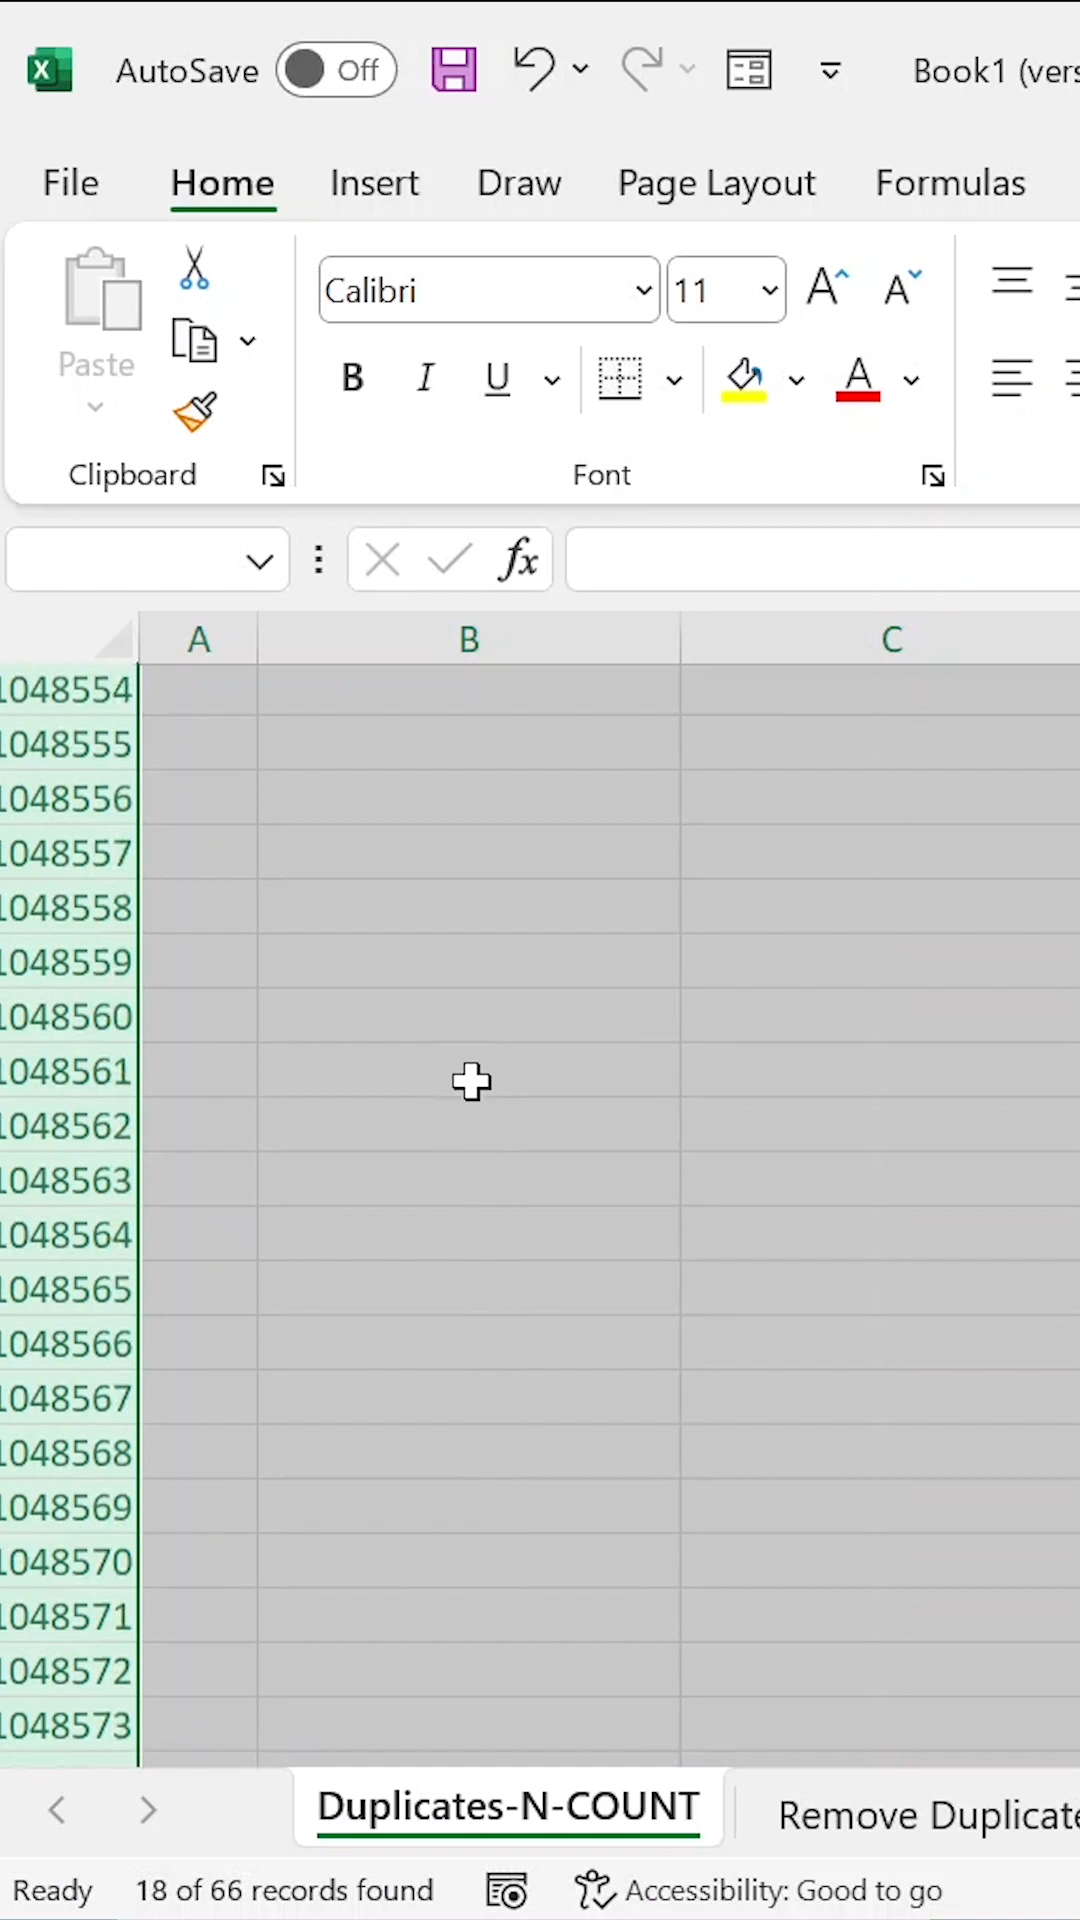 AutoSave Off Book1 (vers
File Home Insert Draw Page Layout Formulas
Calibri 11 A A
Paste
B I U A
Clipboard Font
fx
A B C
1048554
1048555
1048556
1048557
1048558
1048559
1048560
1048561
1048562
1048563
1048564
1048565
1048566
1048567
1048568
1048569
1048570
1048571
1048572
1048573
Duplicates-N-COUNT Remove Duplicate
Ready 18 of 66 records found Accessibility: Good to go